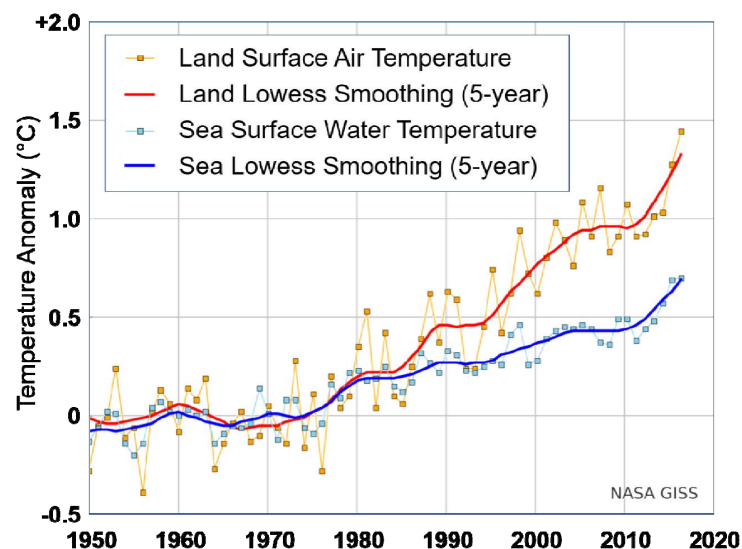 +2.0
Land Surface Air Temperature
Land Lowess Smoothing (5-year)
Sea Surface Water Temperature
Sea Lowess Smoothing (5-year)
1.5
1.0
0.5
0
-0.5
Temperature Anomaly (°C)
NASA GISS
1950 1960 1970 1980 1990 2000 2010 2020